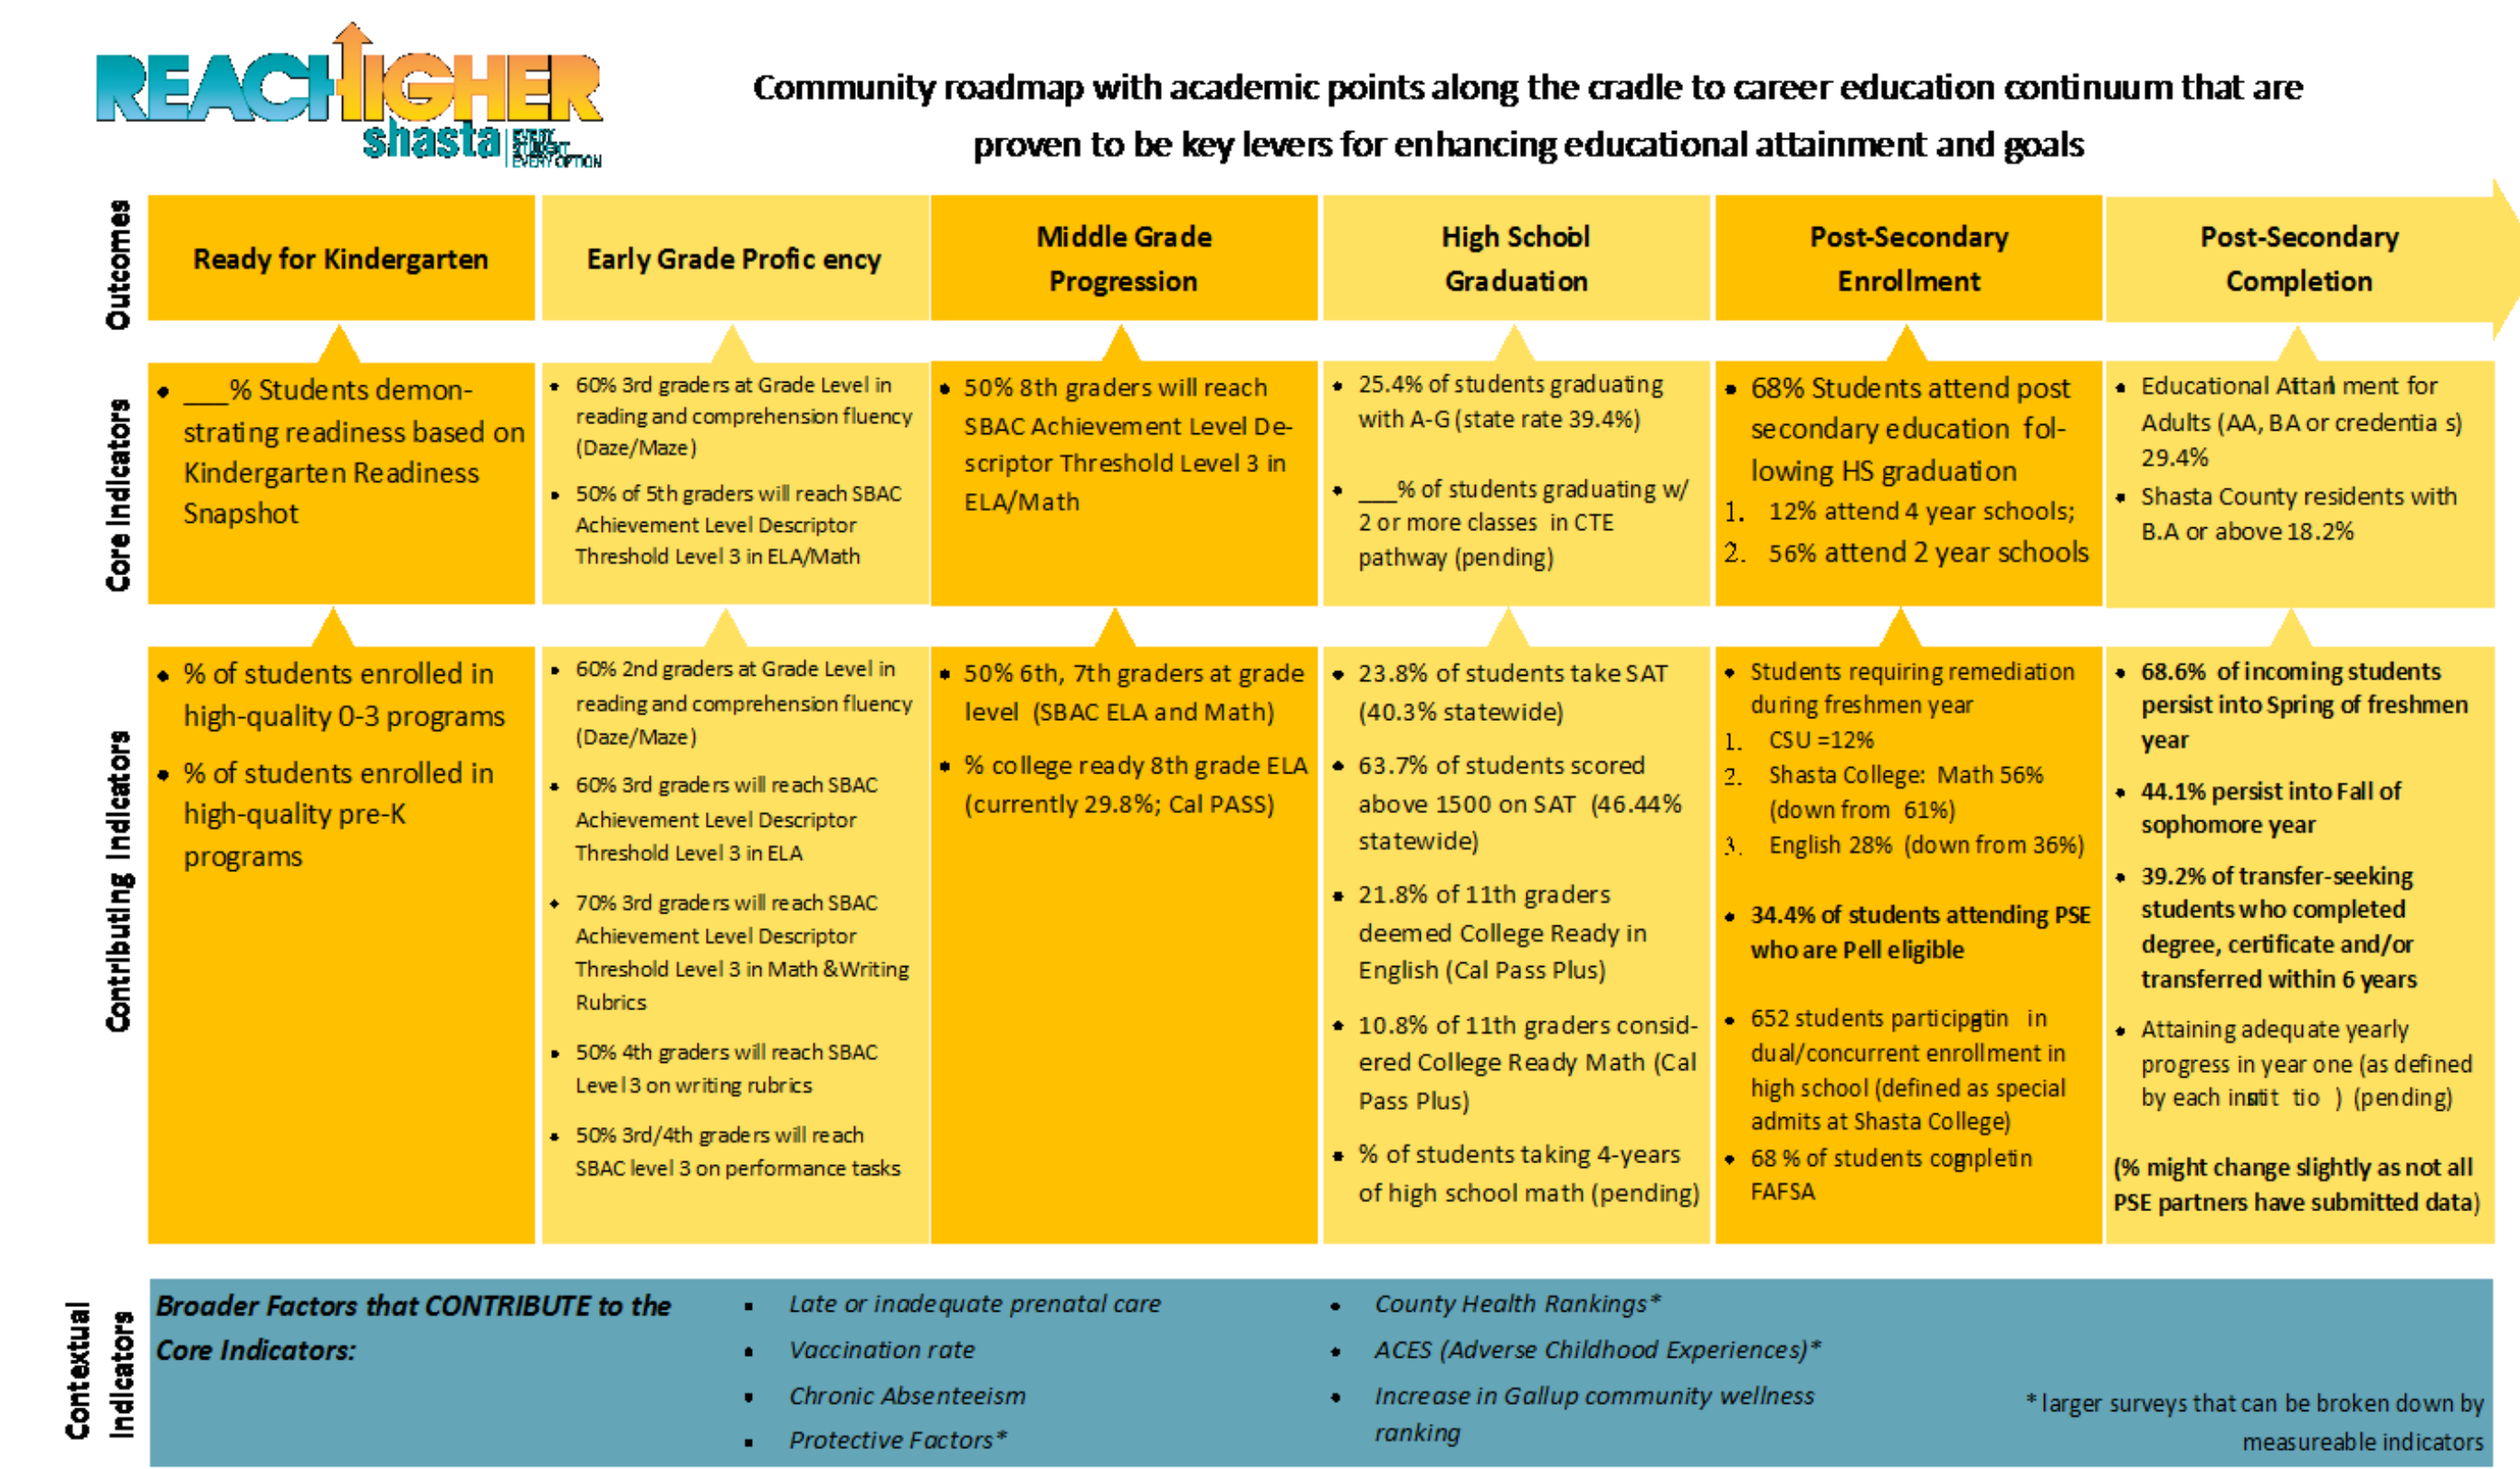 REACHIGHER
shasta
EVERY STUDENT
EVERY OPTION
Community roadmap with academic points along the cradle to career education continuum that are
proven to be key levers for enhancing educational attainment and goals
Outcomes
Ready for Kindergarten
Early Grade Profic ency
Middle Grade
Progression
High School
Graduation
Post-Secondary
Enrollment
Post-Secondary
Completion
Core Indicators
• ___% Students demon-
strating readiness based on
Kindergarten Readiness
Snapshot
• 60% 3rd graders at Grade Level in
reading and comprehension fluency
(Daze/Maze)
• 50% of 5th graders will reach SBAC
Achievement Level Descriptor
Threshold Level 3 in ELA/Math
• 50% 8th graders will reach
SBAC Achievement Level De-
scriptor Threshold Level 3 in
ELA/Math
• 25.4% of students graduating
with A-G (state rate 39.4%)
• ___% of students graduating w/
2 or more classes in CTE
pathway (pending)
• 68% Students attend post
secondary education fol-
lowing HS graduation
1. 12% attend 4 year schools;
2. 56% attend 2 year schools
• Educational Attainment for
Adults (AA, BA or credentia s)
29.4%
• Shasta County residents with
B.A or above 18.2%
Contributing Indicators
• % of students enrolled in
high-quality 0-3 programs
• % of students enrolled in
high-quality pre-K
programs
• 60% 2nd graders at Grade Level in
reading and comprehension fluency
(Daze/Maze)
• 60% 3rd graders will reach SBAC
Achievement Level Descriptor
Threshold Level 3 in ELA
• 70% 3rd graders will reach SBAC
Achievement Level Descriptor
Threshold Level 3 in Math &Writing
Rubrics
• 50% 4th graders will reach SBAC
Level 3 on writing rubrics
• 50% 3rd/4th graders will reach
SBAC level 3 on performance tasks
• 50% 6th, 7th graders at grade
level (SBAC ELA and Math)
• % college ready 8th grade ELA
(currently 29.8%; Cal PASS)
• 23.8% of students take SAT
(40.3% statewide)
• 63.7% of students scored
above 1500 on SAT (46.44%
statewide)
• 21.8% of 11th graders
deemed College Ready in
English (Cal Pass Plus)
• 10.8% of 11th graders consid-
ered College Ready Math (Cal
Pass Plus)
• % of students taking 4-years
of high school math (pending)
• Students requiring remediation
during freshmen year
1. CSU =12%
2. Shasta College: Math 56%
(down from 61%)
3. English 28% (down from 36%)
• 34.4% of students attending PSE
who are Pell eligible
• 652 students participatin in
dual/concurrent enrollment in
high school (defined as special
admits at Shasta College)
• 68 % of students completin
FAFSA
• 68.6% of incoming students
persist into Spring of freshmen
year
• 44.1% persist into Fall of
sophomore year
• 39.2% of transfer-seeking
students who completed
degree, certificate and/or
transferred within 6 years
• Attaining adequate yearly
progress in year one (as defined
by each instit tio ) (pending)
(% might change slightly as not all
PSE partners have submitted data)
Contextual
Indicators
Broader Factors that CONTRIBUTE to the
Core Indicators:
▪ Late or inadequate prenatal care
▪ Vaccination rate
▪ Chronic Absenteeism
▪ Protective Factors*
• County Health Rankings*
• ACES (Adverse Childhood Experiences)*
• Increase in Gallup community wellness
ranking
* larger surveys that can be broken down by
measureable indicators